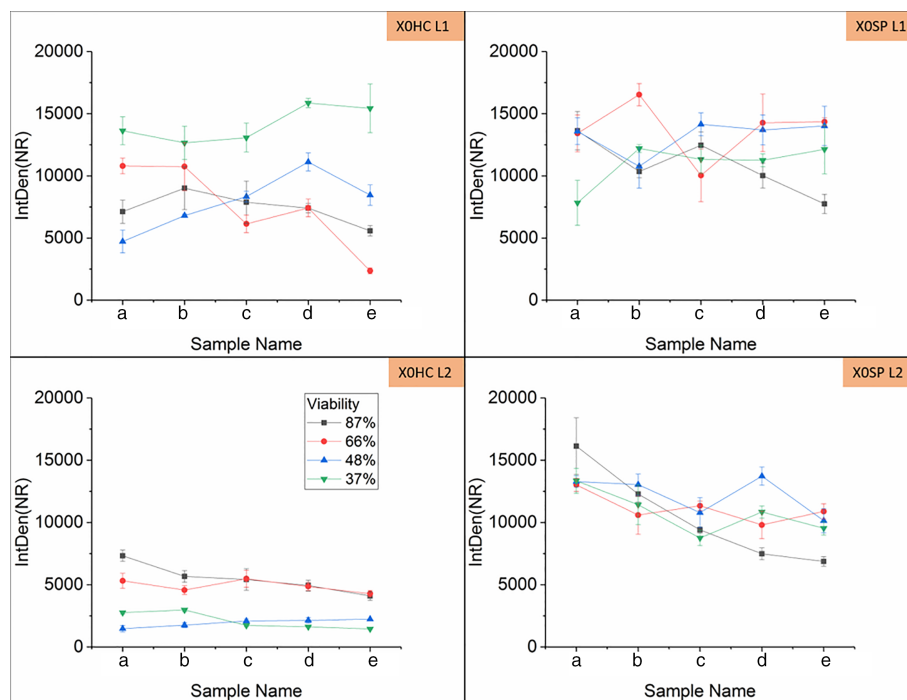 X0HC L1
20000
15000
10000
5000
0
IntDen(NR)
a b c d e
Sample Name
X0SP L1
20000
15000
10000
5000
0
IntDen(NR)
a b c d e
Sample Name
X0HC L2
20000
15000
10000
5000
0
IntDen(NR)
Viability
87%
66%
48%
37%
a b c d e
Sample Name
X0SP L2
20000
15000
10000
5000
0
IntDen(NR)
a b c d e
Sample Name